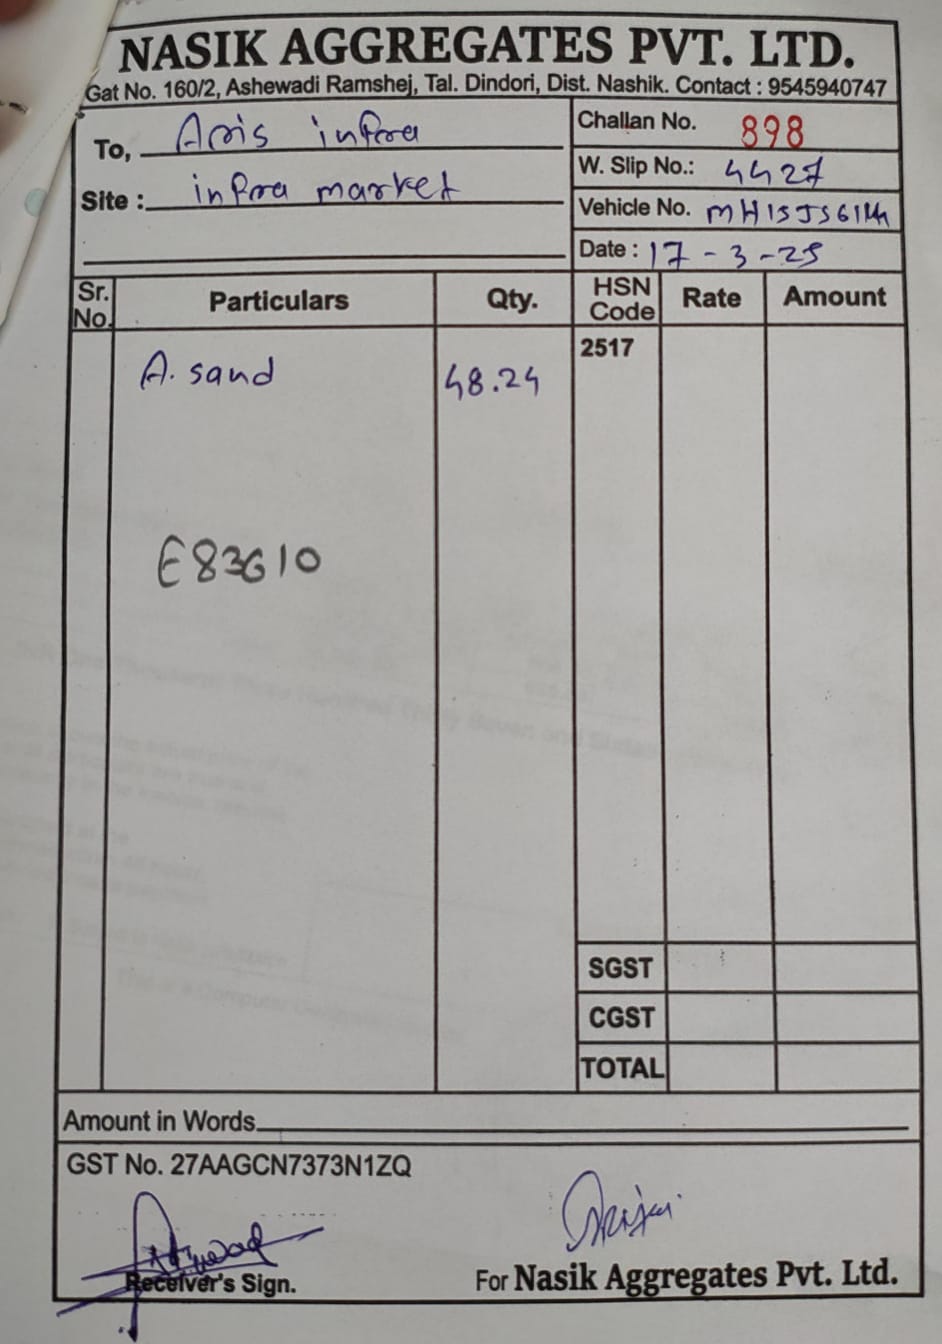 NASIK AGGREGATES PVT. LTD.
Gat No. 160/2, Ashewadi Ramshej, Tal. Dindori, Dist. Nashik. Contact : 9545940747
To, Aris infra
Challan No. 898
W. Slip No.: 4427
Site : infra market
Vehicle No.
Date : 17-3-25
Sr. No. Particulars Qty. HSN Code Rate Amount
2517
A. sand 48.24
E83610
SGST
CGST
TOTAL
Amount in Words
GST No. 27AAGCN7373N1ZQ
Receiver's Sign.
For Nasik Aggregates Pvt. Ltd.